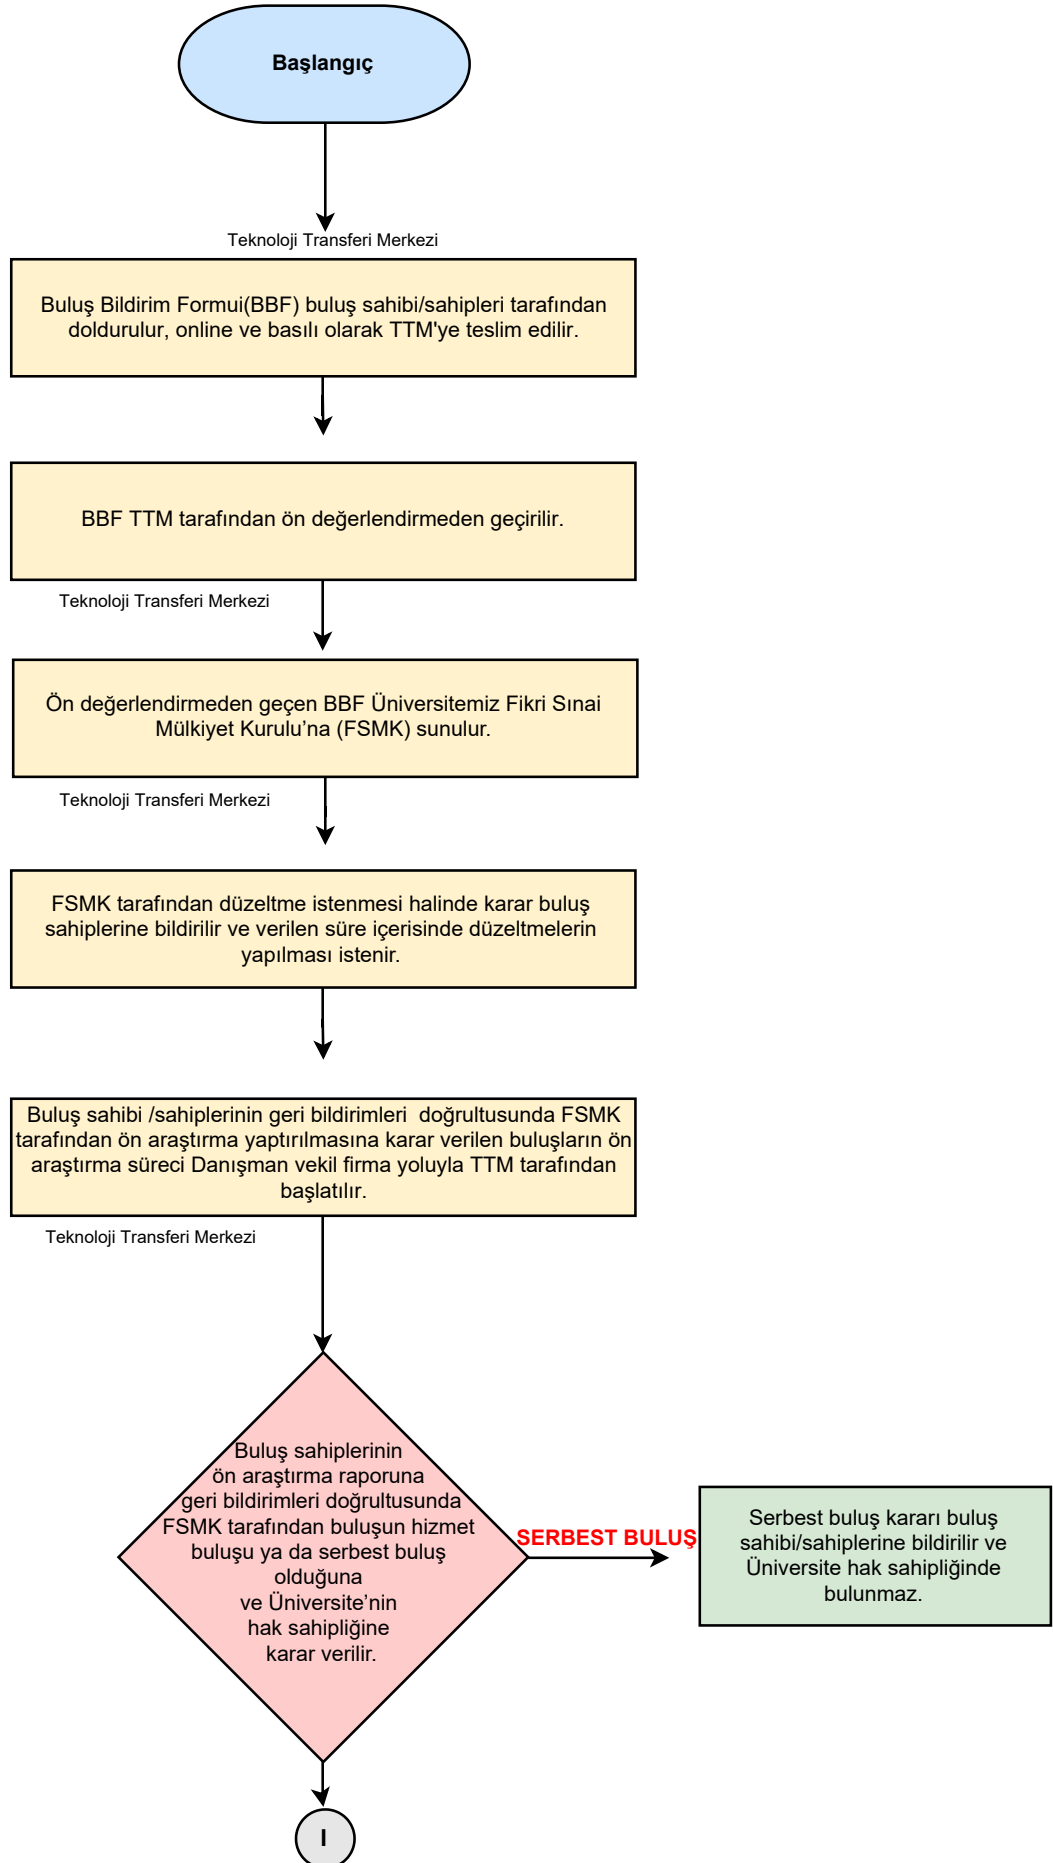 Başlangıç
Teknoloji Transferi Merkezi
Buluş Bildirim Formui(BBF) buluş sahibi/sahipleri tarafından
doldurulur, online ve basılı olarak TTM'ye teslim edilir.
BBF TTM tarafından ön değerlendirmeden geçirilir.
Teknoloji Transferi Merkezi
Ön değerlendirmeden geçen BBF Üniversitemiz Fikri Sınai
Mülkiyet Kurulu’na (FSMK) sunulur.
Teknoloji Transferi Merkezi
FSMK tarafından düzeltme istenmesi halinde karar buluş
sahiplerine bildirilir ve verilen süre içerisinde düzeltmelerin
yapılması istenir.
Buluş sahibi /sahiplerinin geri bildirimleri  doğrultusunda FSMK
tarafından ön araştırma yaptırılmasına karar verilen buluşların ön
araştırma süreci Danışman vekil firma yoluyla TTM tarafından
başlatılır.
Teknoloji Transferi Merkezi
Buluş sahiplerinin
ön araştırma raporuna
geri bildirimleri doğrultusunda
FSMK tarafından buluşun hizmet
buluşu ya da serbest buluş
olduğuna
ve Üniversite’nin
hak sahipliğine
karar verilir.
SERBEST BULUŞ
Serbest buluş kararı buluş
sahibi/sahiplerine bildirilir ve
Üniversite hak sahipliğinde
bulunmaz.
I